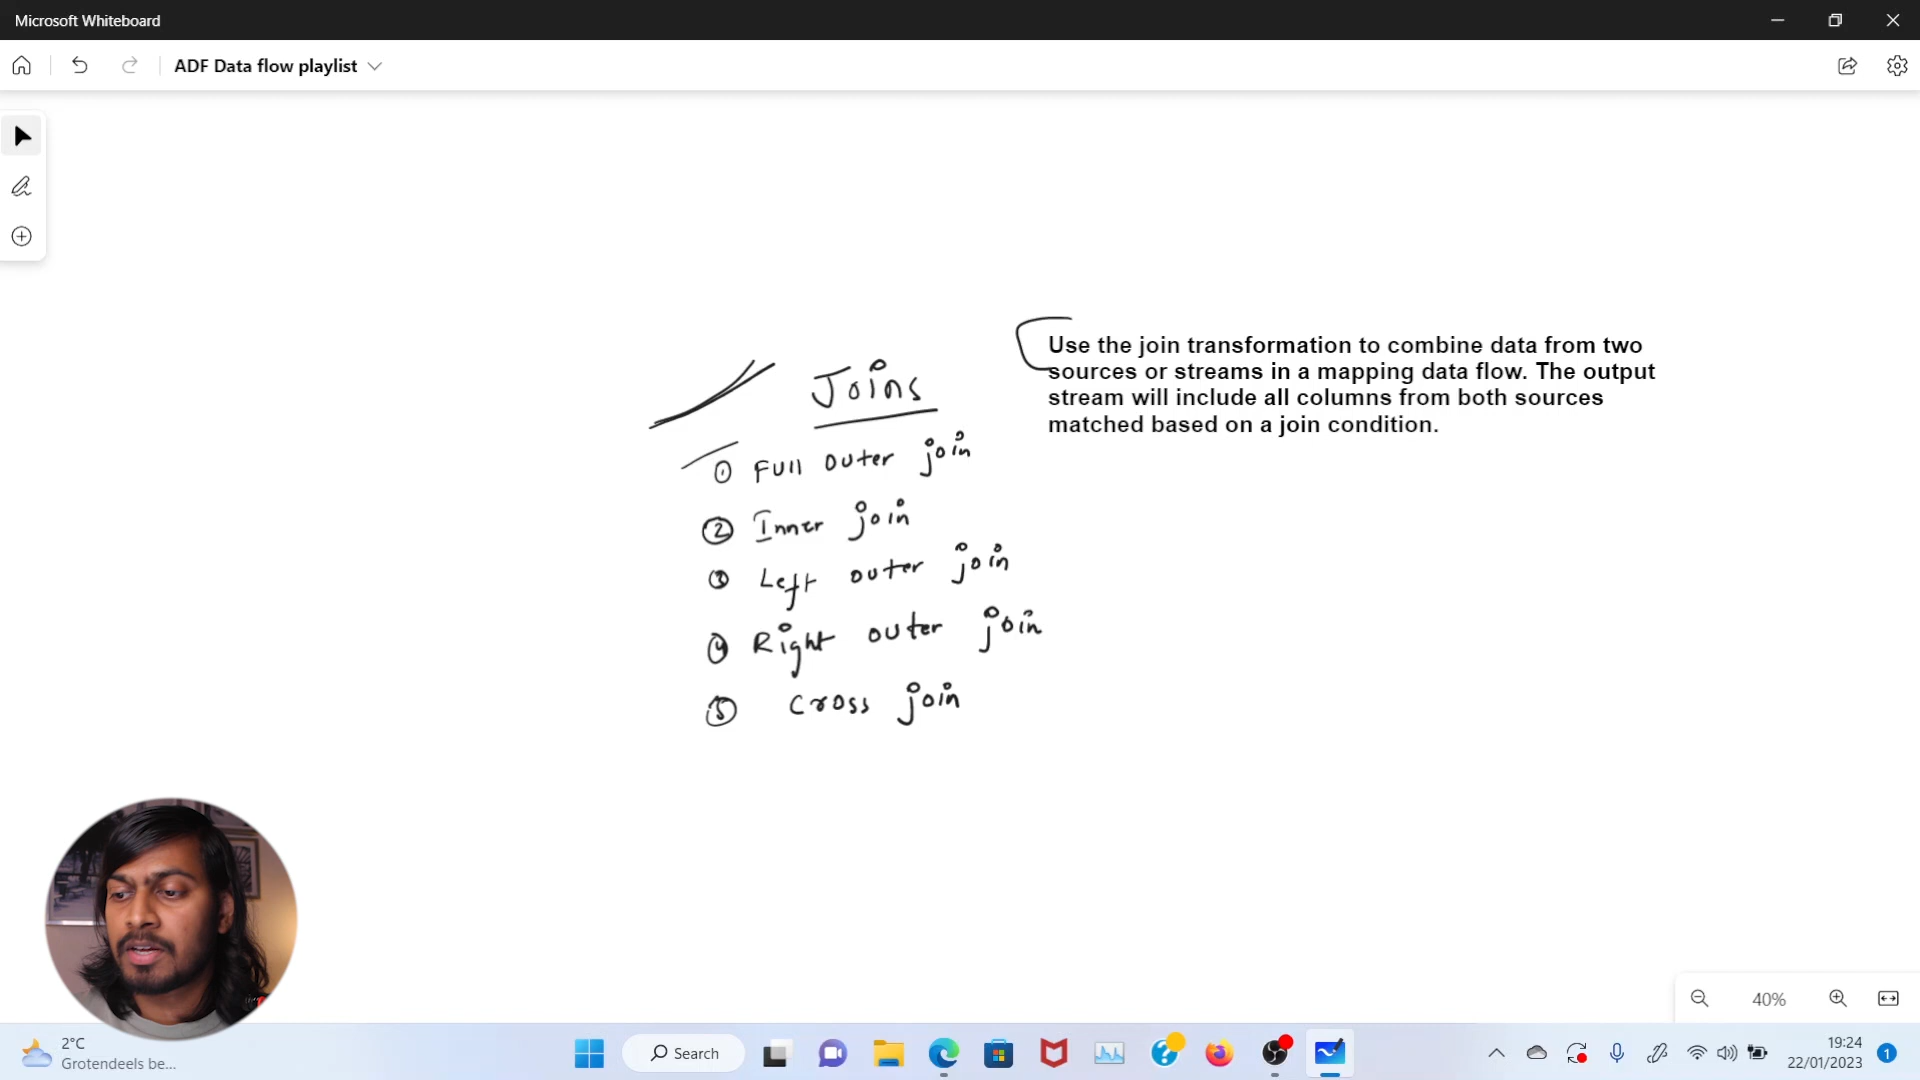 Microsoft Whiteboard
ADF Data flow playlist
Joins
Use the join transformation to combine data from two
sources or streams in a mapping data flow. The output
stream will include all columns from both sources
matched based on a join condition.
① Full outer join
② Inner join
③ Left outer join
④ Right outer join
⑤ cross join
40%
2°C
Grotendeels be...
Search
19:24
22/01/2023
1